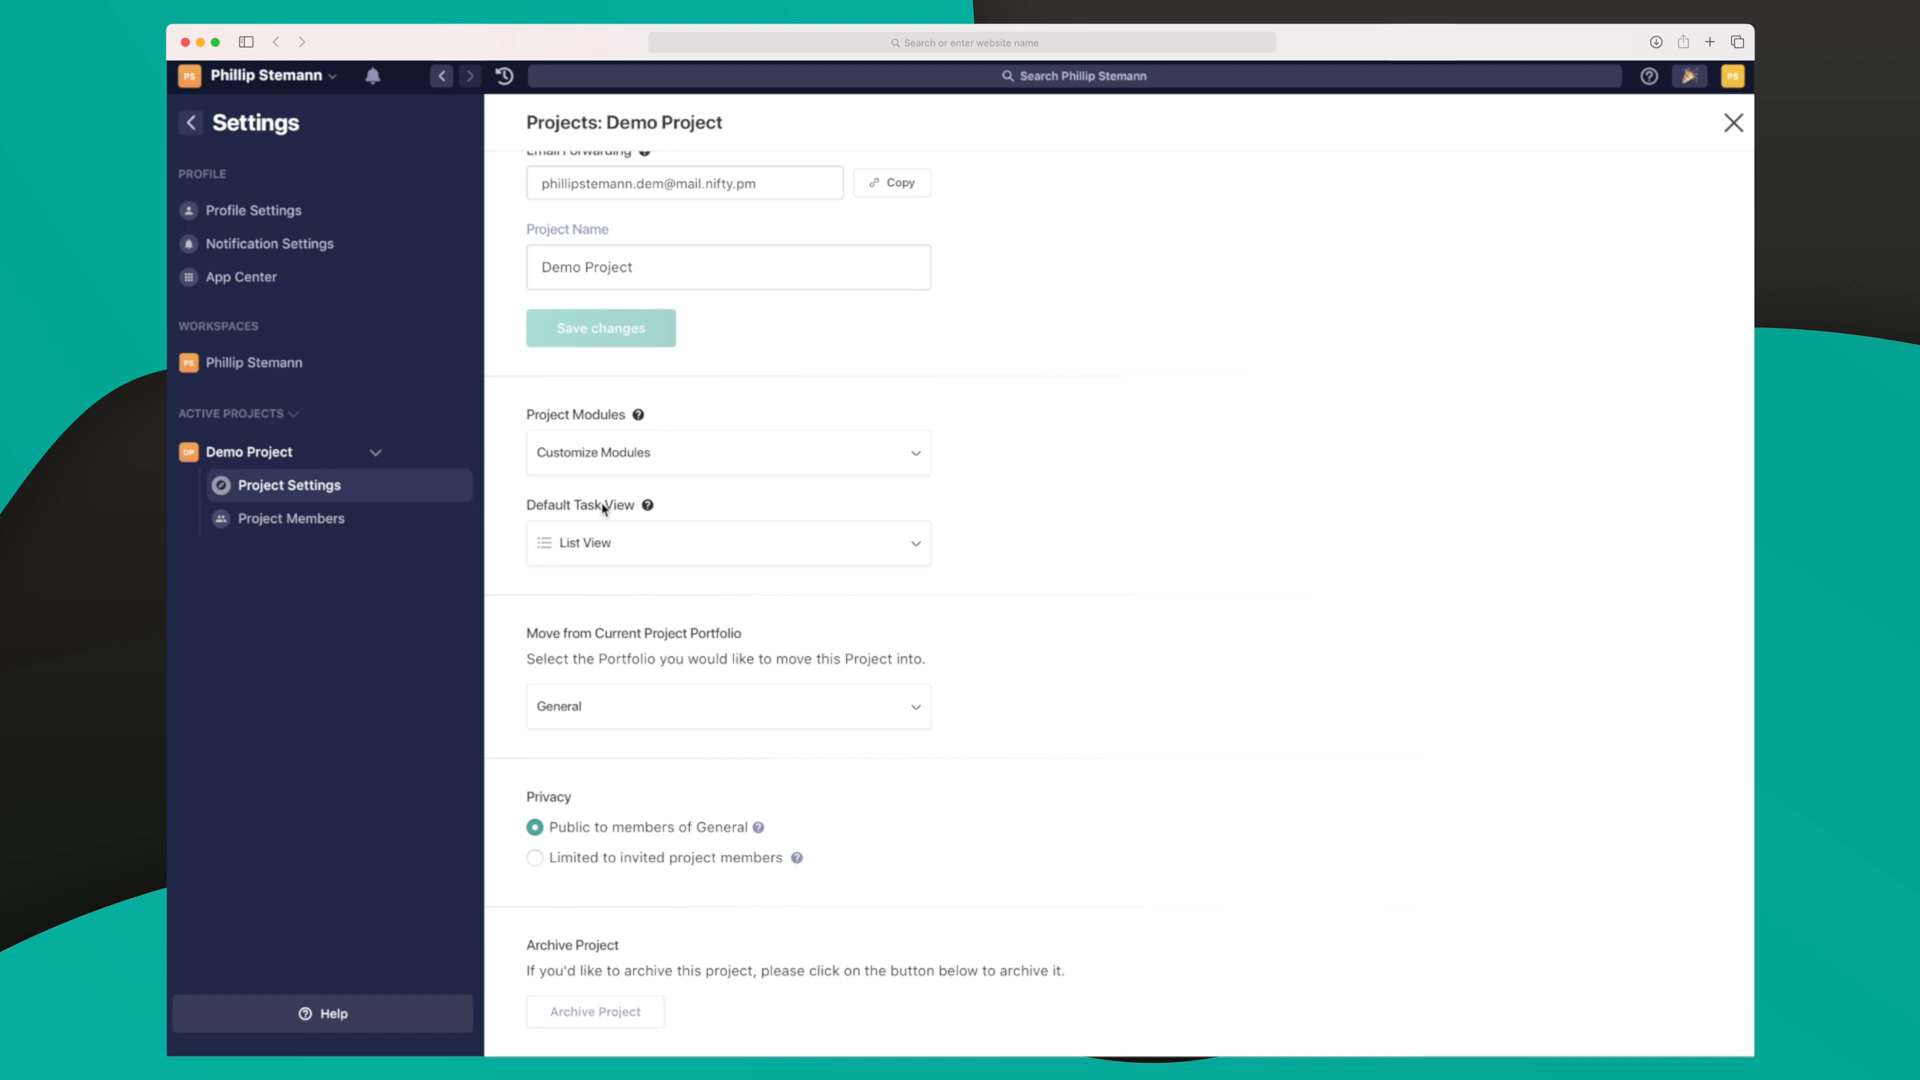 Search or enter website name
PS Phillip Stemann
Search Phillip Stemann
PS
Settings
PROFILE
Profile Settings
Notification Settings
App Center
WORKSPACES
PS Phillip Stemann
ACTIVE PROJECTS
DP Demo Project
Project Settings
Project Members
Help
Projects: Demo Project
Email Forwarding
phillipstemann.dem@mail.nifty.pm
Copy
Project Name
Demo Project
Save changes
Project Modules
Customize Modules
Default Task View
List View
Move from Current Project Portfolio
Select the Portfolio you would like to move this Project into.
General
Privacy
Public to members of General
Limited to invited project members
Archive Project
If you'd like to archive this project, please click on the button below to archive it.
Archive Project